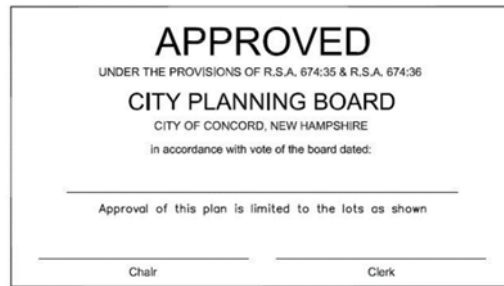 APPROVED
UNDER THE PROVISIONS OF R.S.A. 674:35 & R.S.A. 674:36
CITY PLANNING BOARD
CITY OF CONCORD, NEW HAMPSHIRE
in accordance with vote of the board dated:
Approval of this plan is limited to the lots as shown
Chair Clerk